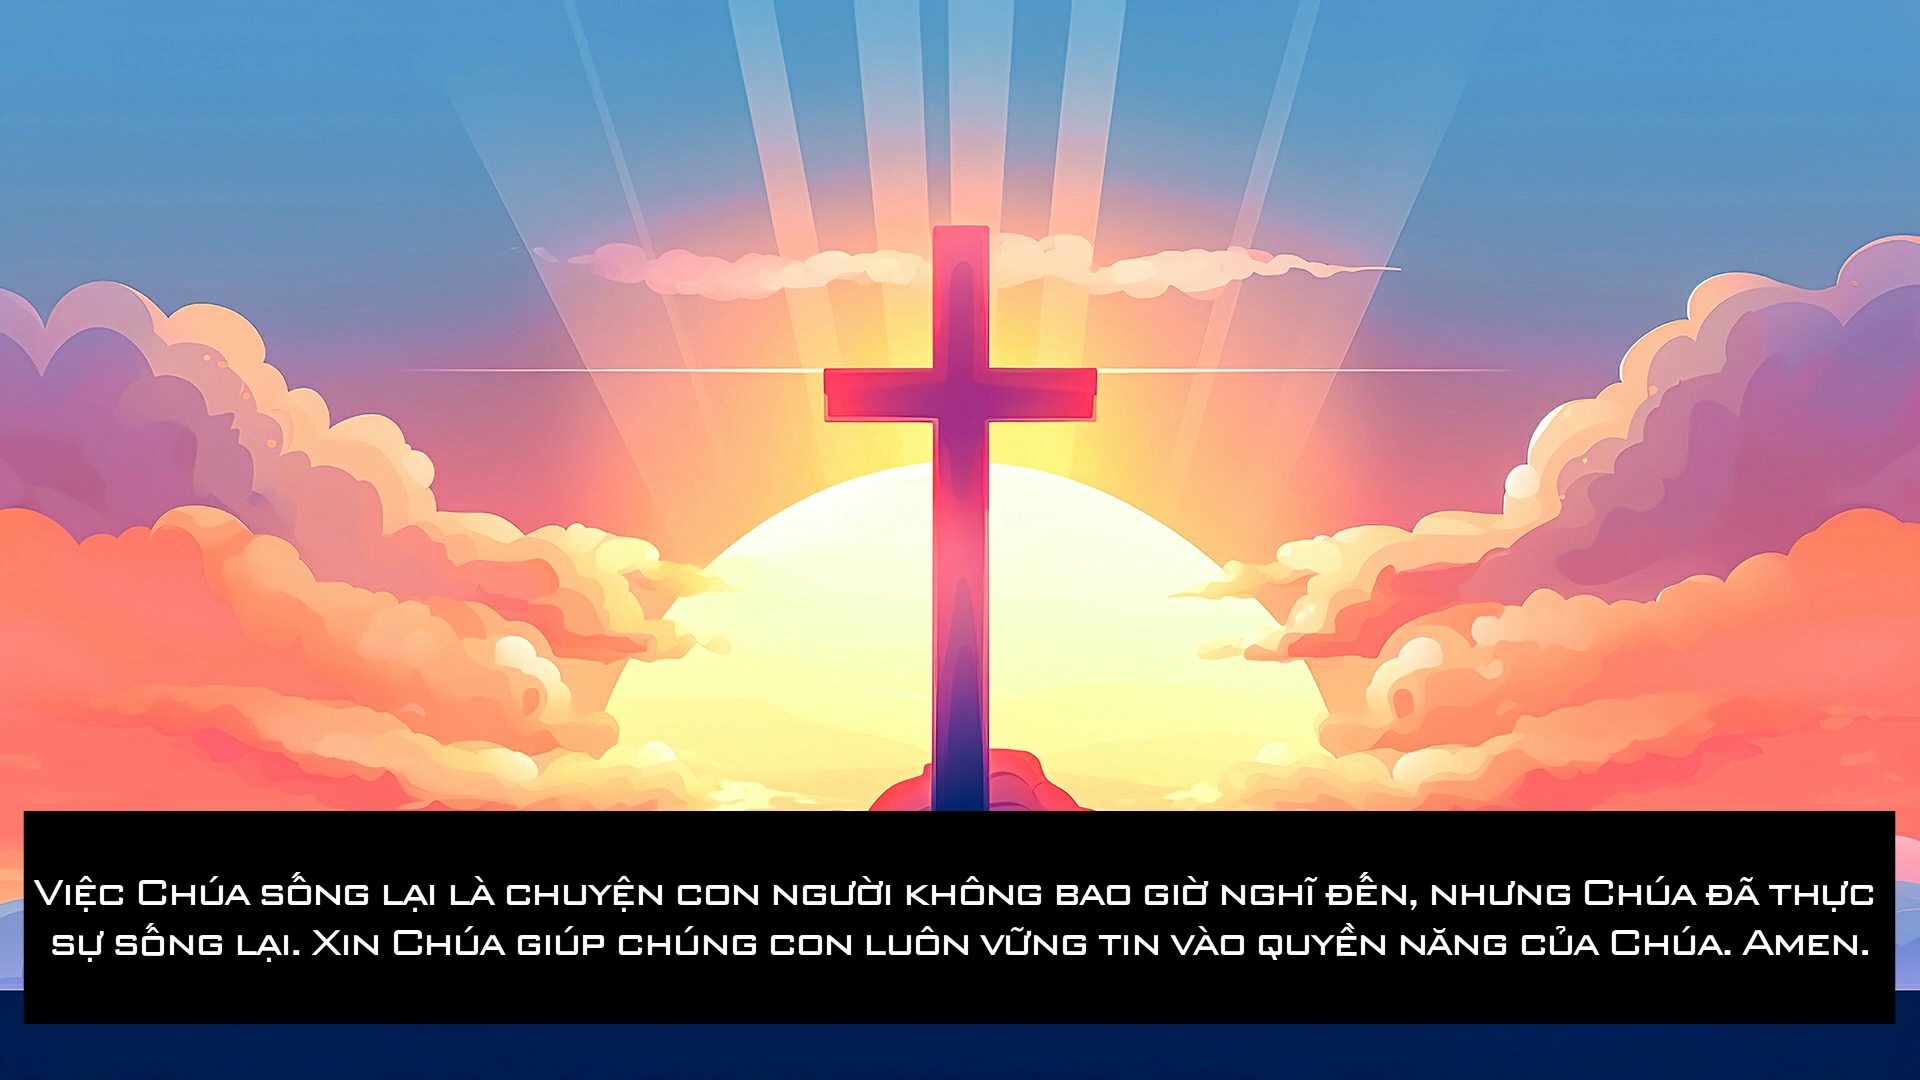 Việc Chúa sống lại là chuyện con người không bao giờ nghĩ đến, nhưng Chúa đã thực
sự sống lại. Xin Chúa giúp chúng con luôn vững tin vào quyền năng của Chúa. Amen.